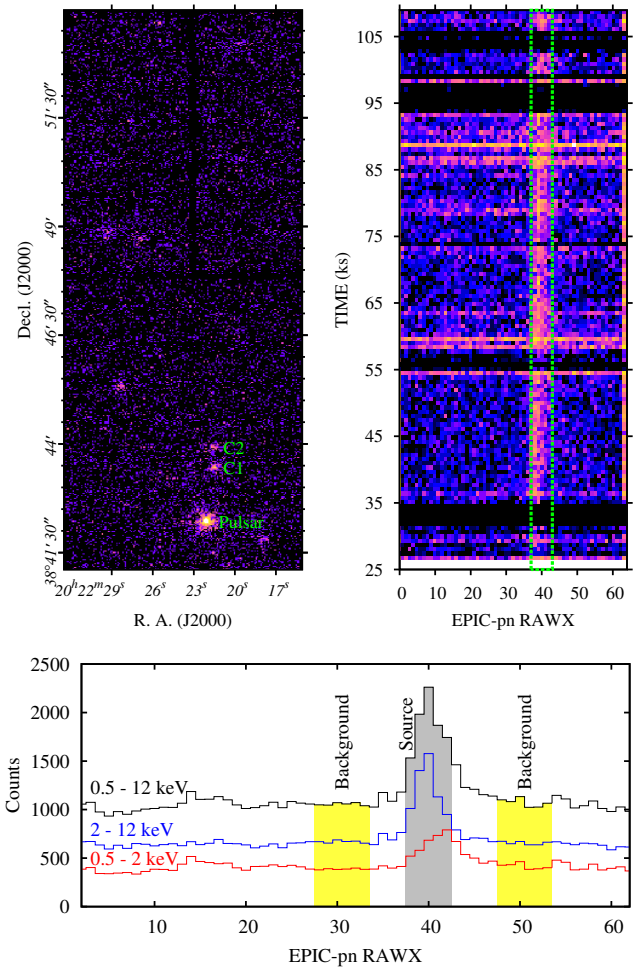 51′ 30″
49′
46′ 30″
44′
38°41′ 30″
Decl. (J2000)
C2
C1
Pulsar
20ʰ22ᵐ29ˢ 26ˢ 23ˢ 20ˢ 17ˢ
R. A. (J2000)
105
95
85
75
65
55
45
35
25
TIME (ks)
0 10 20 30 40 50 60
EPIC-pn RAWX
2500
2000
1500
1000
500
0
Counts
Background
Source
Background
0.5 - 12 keV
2 - 12 keV
0.5 - 2 keV
10 20 30 40 50 60
EPIC-pn RAWX